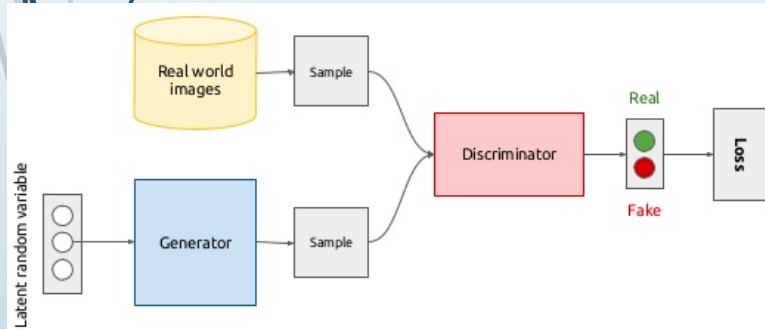 Real world
images
Sample
Real
Discriminator
Loss
Fake
Latent random variable
Generator
Sample